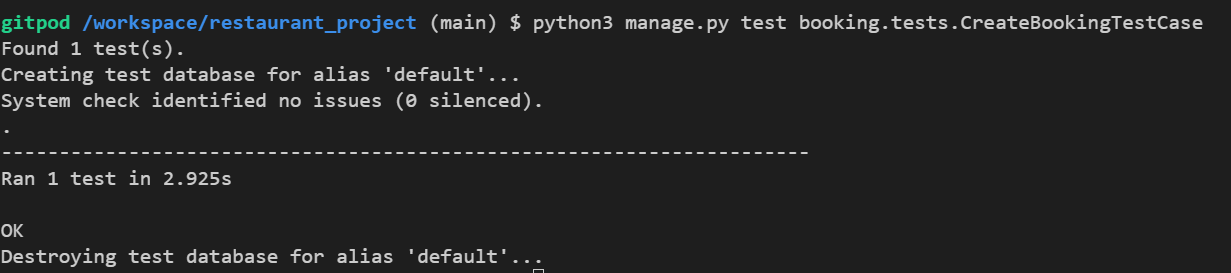 gitpod /workspace/restaurant_project (main) $ python3 manage.py test booking.tests.CreateBookingTestCase
Found 1 test(s).
Creating test database for alias 'default'...
System check identified no issues (0 silenced).
.
----------------------------------------------------------------------
Ran 1 test in 2.925s
OK
Destroying test database for alias 'default'...